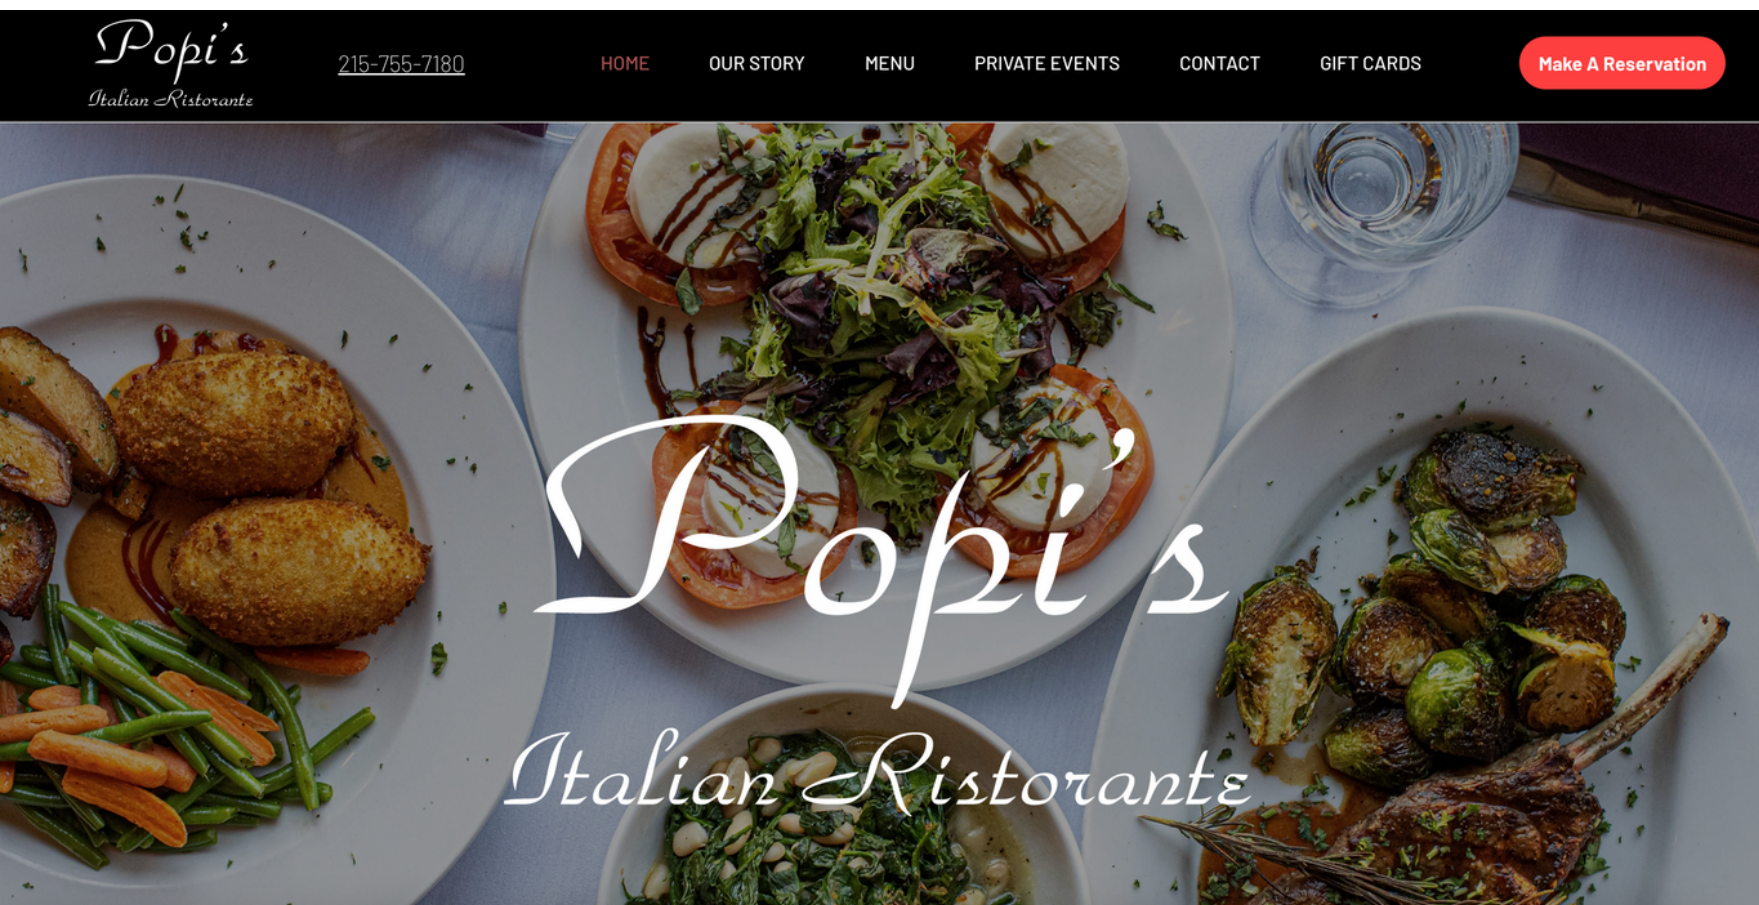 Popi's
Italian Ristorante
215-755-7180
HOME
OUR STORY
MENU
PRIVATE EVENTS
CONTACT
GIFT CARDS
Make A Reservation
Popi's
Italian Ristorante